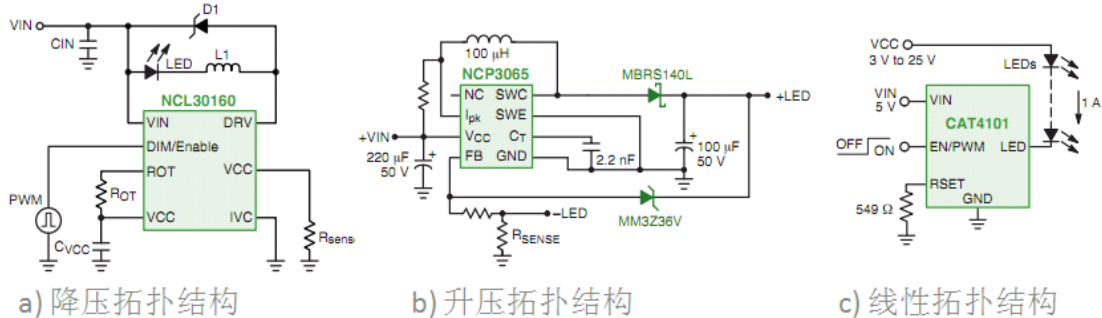 VIN
CIN
D1
LED
L1
NCL30160
VIN
DRV
DIM/Enable
ROT
VCC
VCC
IVC
ROT
PWM
CVCC
Rsense
a) 降压拓扑结构
100 μH
NCP3065
MBRS140L
NC
SWC
Ipk
SWE
VCC
CT
FB
GND
+VIN
+
220 μF
50 V
2.2 nF
+
100 μF
50 V
+LED
MM3Z36V
–LED
RSENSE
b) 升压拓扑结构
VCC
3 V to 25 V
LEDs
VIN
5 V
VIN
CAT4101
1 A
OFF
ON
EN/PWM
LED
RSET
GND
549 Ω
c) 线性拓扑结构